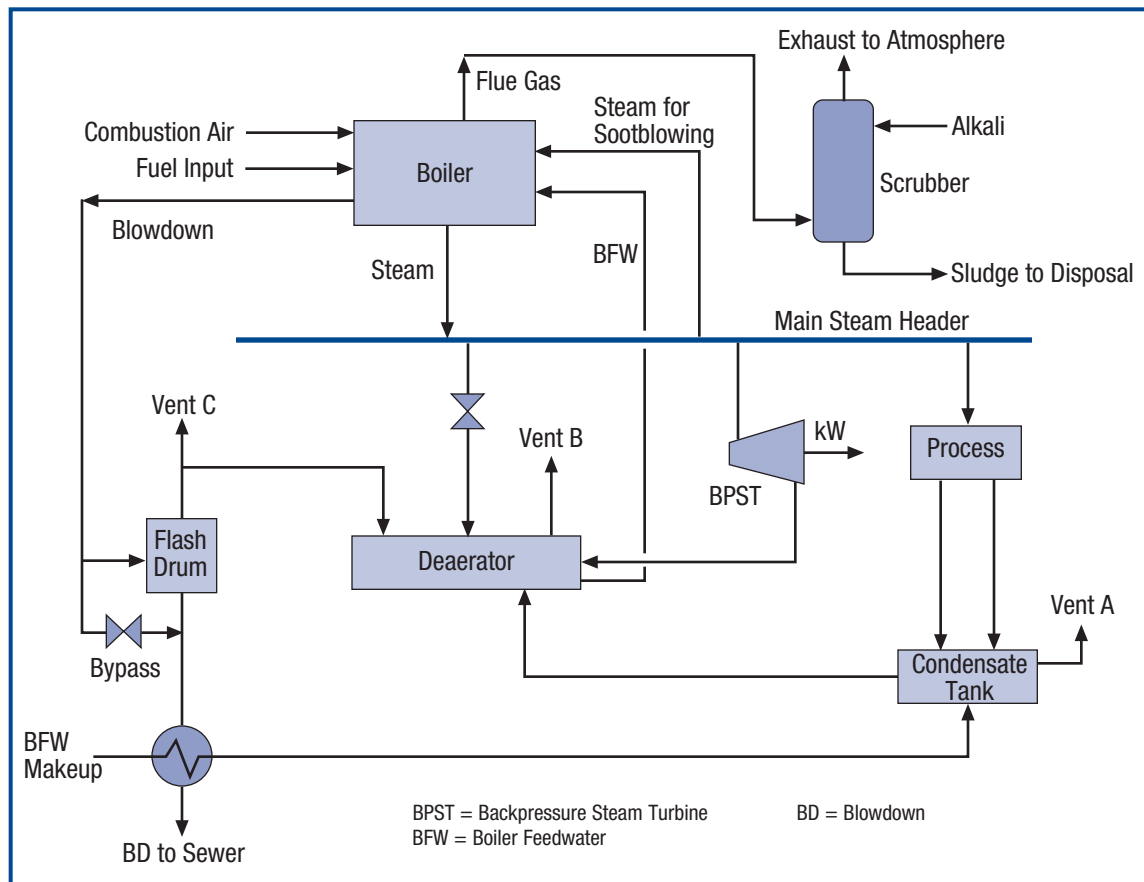 Exhaust to Atmosphere
Flue Gas
Steam for
Sootblowing
Combustion Air
Alkali
Fuel Input
Boiler
Scrubber
Blowdown
BFW
Steam
Sludge to Disposal
Main Steam Header
Vent C
Vent B
kW
Process
BPST
Flash
Drum
Deaerator
Vent A
Bypass
Condensate
Tank
BFW
Makeup
BPST = Backpressure Steam Turbine
BD = Blowdown
BFW = Boiler Feedwater
BD to Sewer